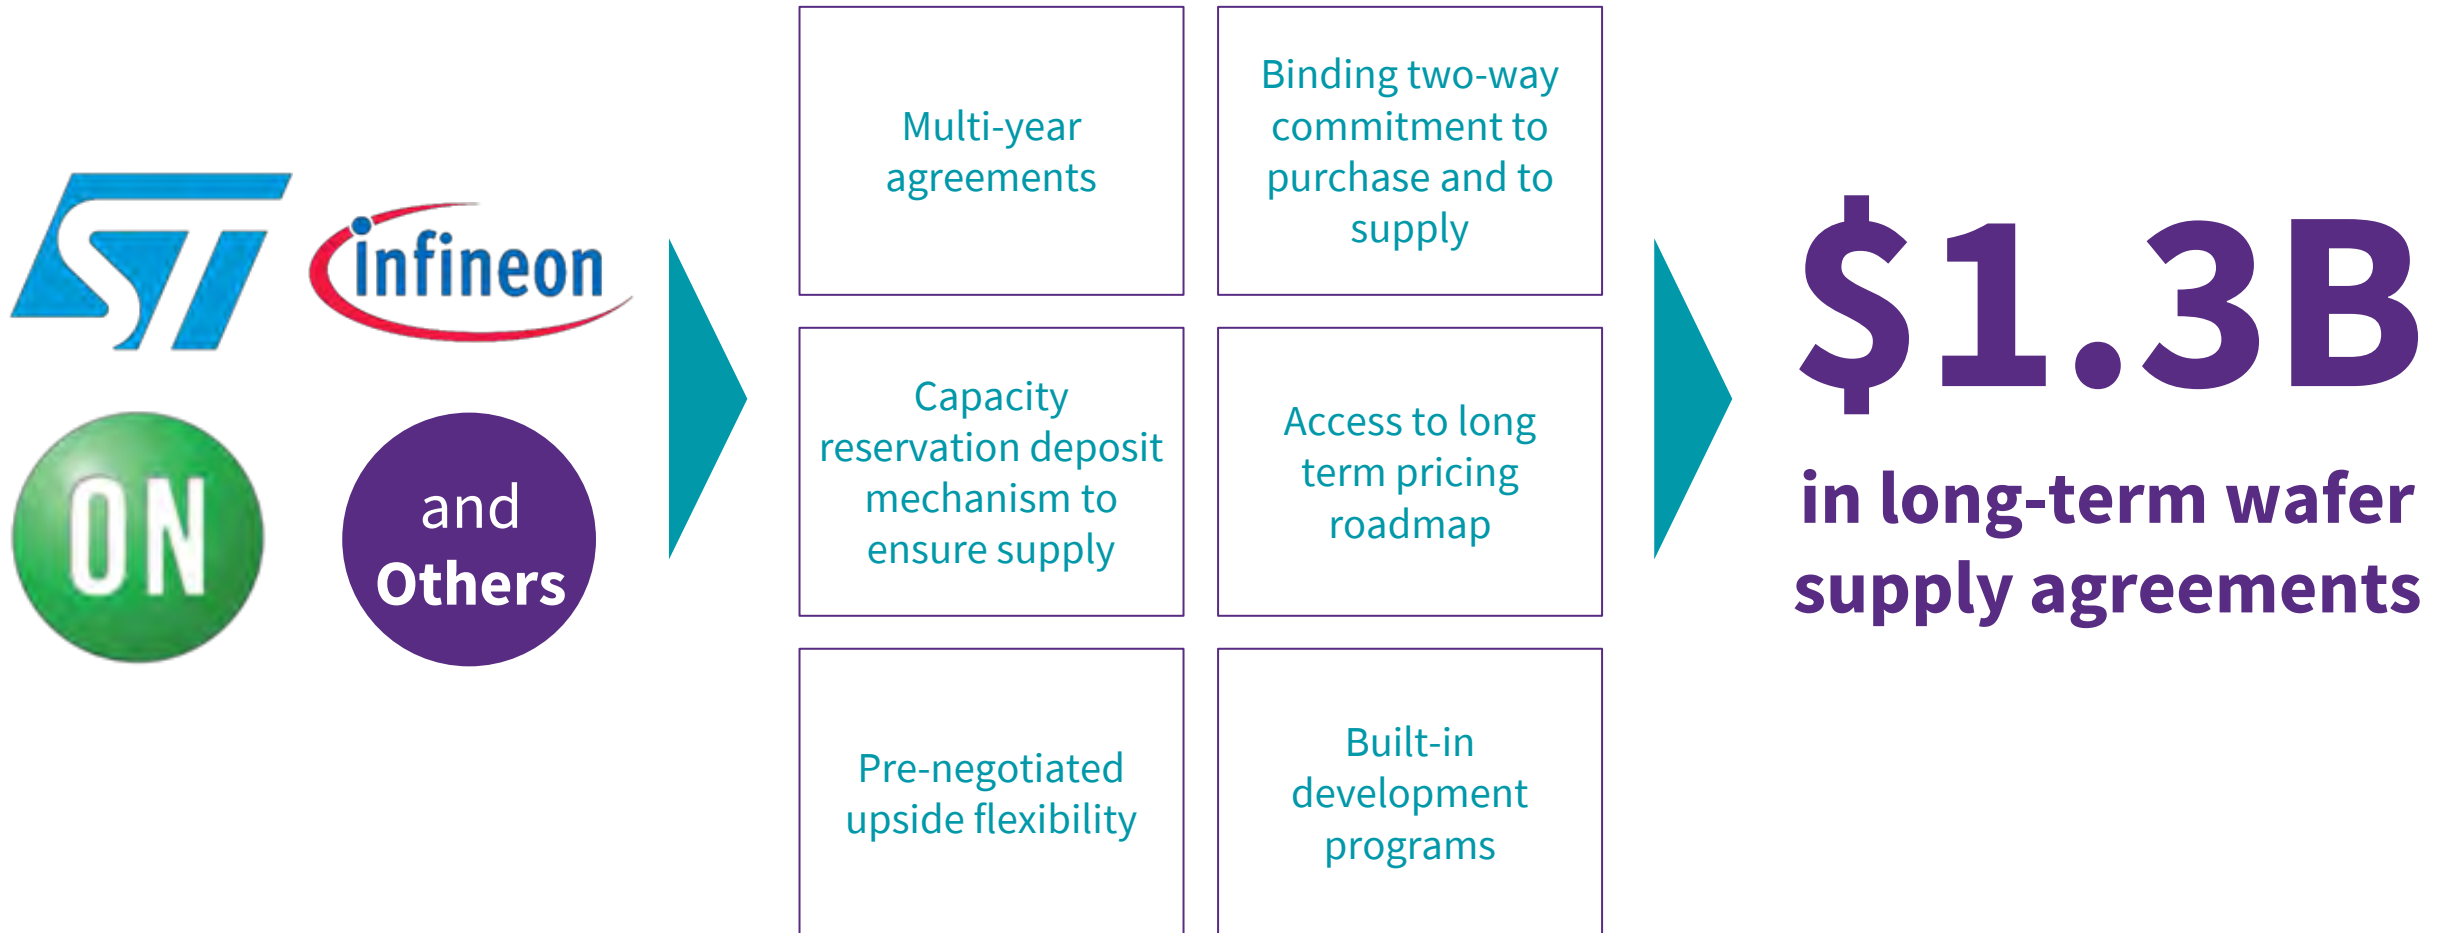 ST
infineon
ON
and
Others
Multi-year
agreements
Binding two-way
commitment to
purchase and to
supply
Capacity
reservation deposit
mechanism to
ensure supply
Access to long
term pricing
roadmap
Pre-negotiated
upside flexibility
Built-in
development
programs
$1.3B
in long-term wafer
supply agreements